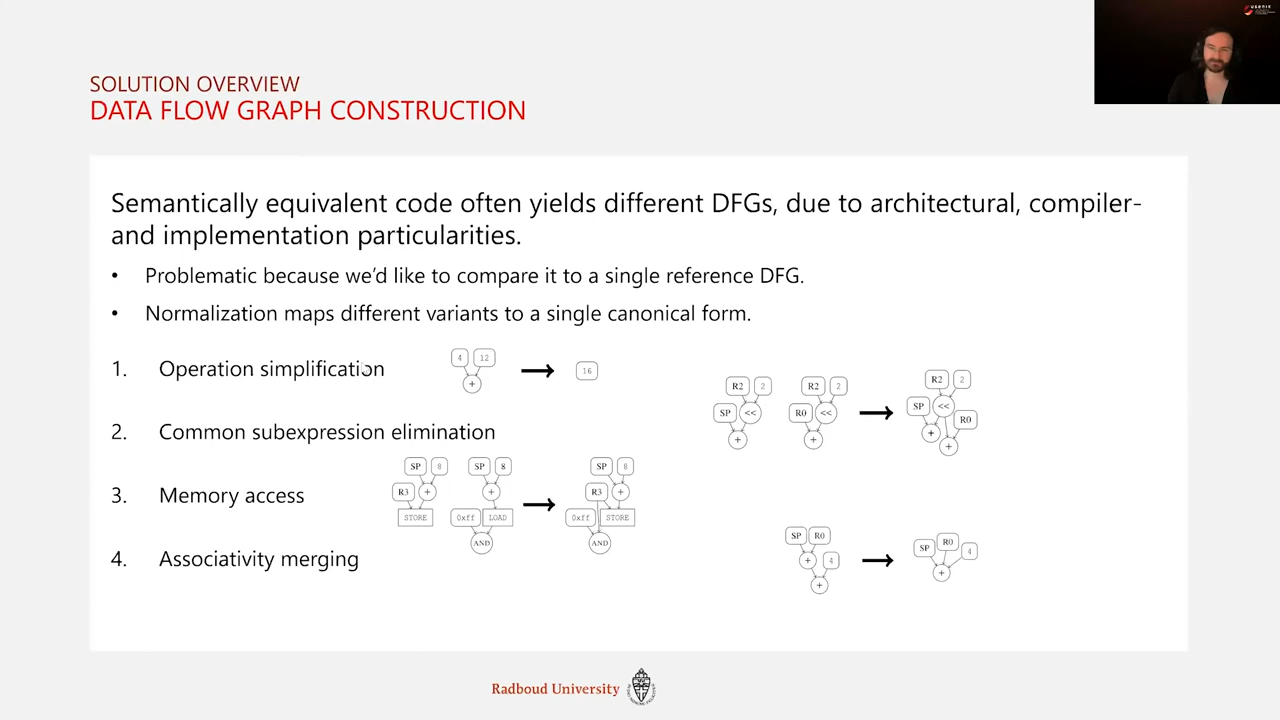 usenix
SOLUTION OVERVIEW
DATA FLOW GRAPH CONSTRUCTION
Semantically equivalent code often yields different DFGs, due to architectural, compiler-
and implementation particularities.
• Problematic because we’d like to compare it to a single reference DFG.
• Normalization maps different variants to a single canonical form.
1. Operation simplification
4 12
+
16
R2 2
SP <<
+
R2 2
R0 <<
+
R2 2
SP <<
R0
+
+
2. Common subexpression elimination
3. Memory access
SP 8
R3 +
STORE
SP 8
+
0xff LOAD
AND
SP 8
R3 +
0xff STORE
AND
4. Associativity merging
SP R0
+ 4
+
SP R0 4
+
Radboud University